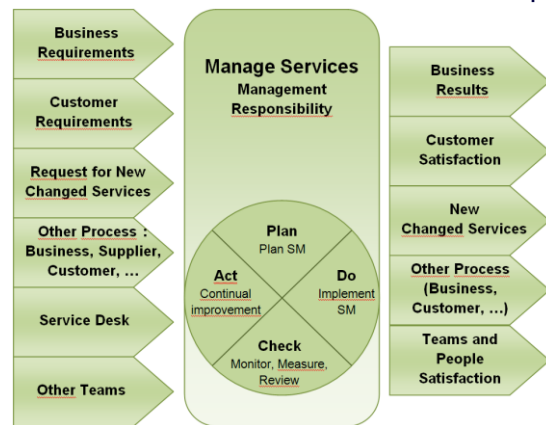 Business
Requirements
Customer
Requirements
Request for New
Changed Services
Other Process :
Business, Supplier,
Customer, ...
Service Desk
Other Teams
Manage Services
Management
Responsibility
Plan
Plan SM
Act
Continual
improvement
Do
Implement
SM
Check
Monitor, Measure,
Review
Business
Results
Customer
Satisfaction
New
Changed Services
Other Process
(Business,
Customer, ...)
Teams and
People
Satisfaction